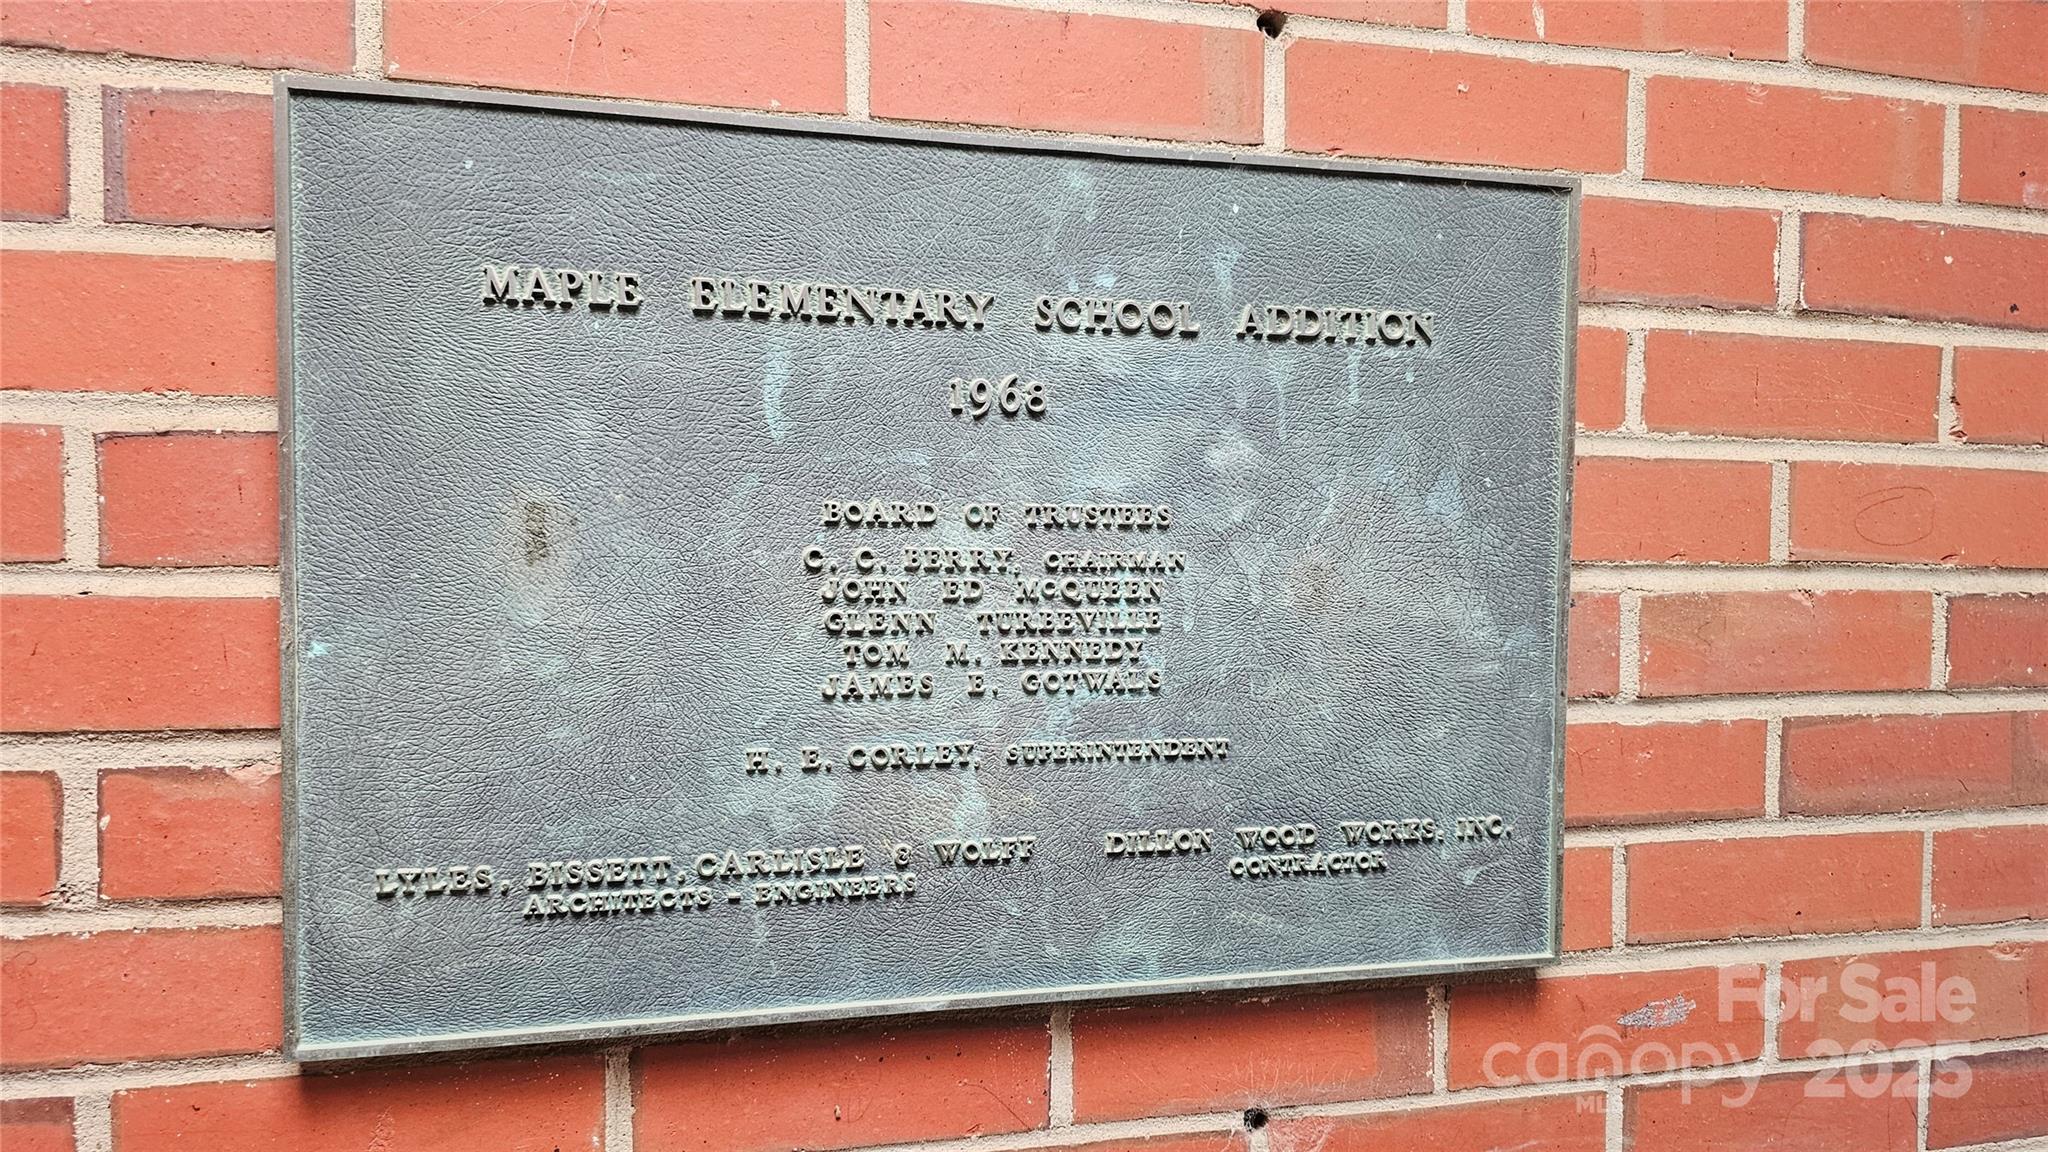 MAPLE ELEMENTARY SCHOOL ADDITION
1968
BOARD OF TRUSTEES
C. C. BERRY, CHAIRMAN
JOHN ED McQUEEN
GLENN TURBEVILLE
TOM M. KENNEDY
JAMES E. GOTWALS
H. E. CORLEY, SUPERINTENDENT
LYLES, BISSETT, CARLISLE & WOLFF
ARCHITECTS - ENGINEERS
DILLON WOOD WORKS, INC.
CONTRACTOR
For Sale
canopy 2025
MLS